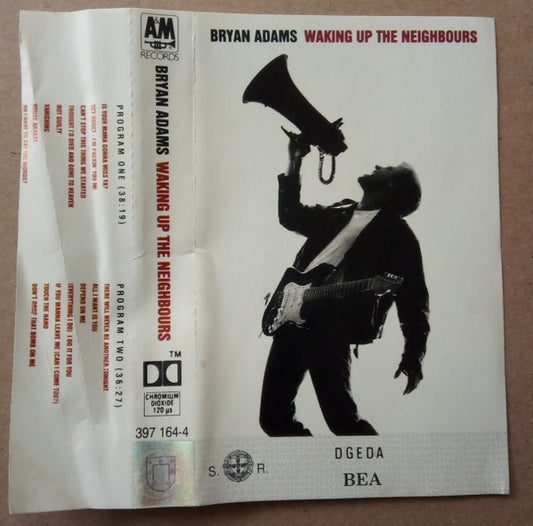 BRYAN ADAMS WAKING UP THE NEIGHBOURS
D G E D A
S. R.
BEA
A&M
RECORDS
BRYAN ADAMS WAKING UP THE NEIGHBOURS
TM
CHROMIUM
DIOXIDE
120 µs
397 164-4
PROGRAM ONE (38:19)
IS YOUR MAMA GONNA MISS YA?
HEY HONEY - I'M PACKIN' YOU IN!
CAN'T STOP THIS THING WE STARTED
THOUGHT I'D DIED AND GONE TO HEAVEN
NOT GUILTY
VANISHING
HOUSE ARREST
DO I HAVE TO SAY THE WORDS?
PROGRAM TWO (36:27)
THERE WILL NEVER BE ANOTHER TONIGHT
ALL I WANT IS YOU
DEPEND ON ME
(EVERYTHING I DO) I DO IT FOR YOU
IF YOU WANNA LEAVE ME (CAN I COME TOO?)
TOUCH THE HAND
DON'T DROP THAT BOMB ON ME